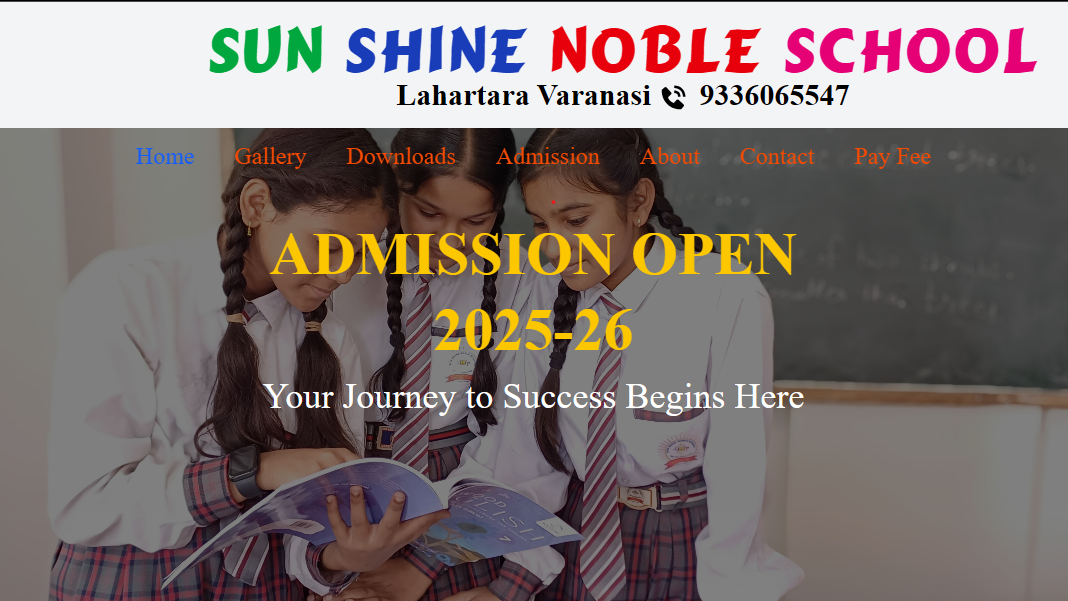 SUN SHINE NOBLE SCHOOL
Lahartara Varanasi 9336065547
Home Gallery Downloads Admission About Contact Pay Fee
ADMISSION OPEN
2025-26
Your Journey to Success Begins Here